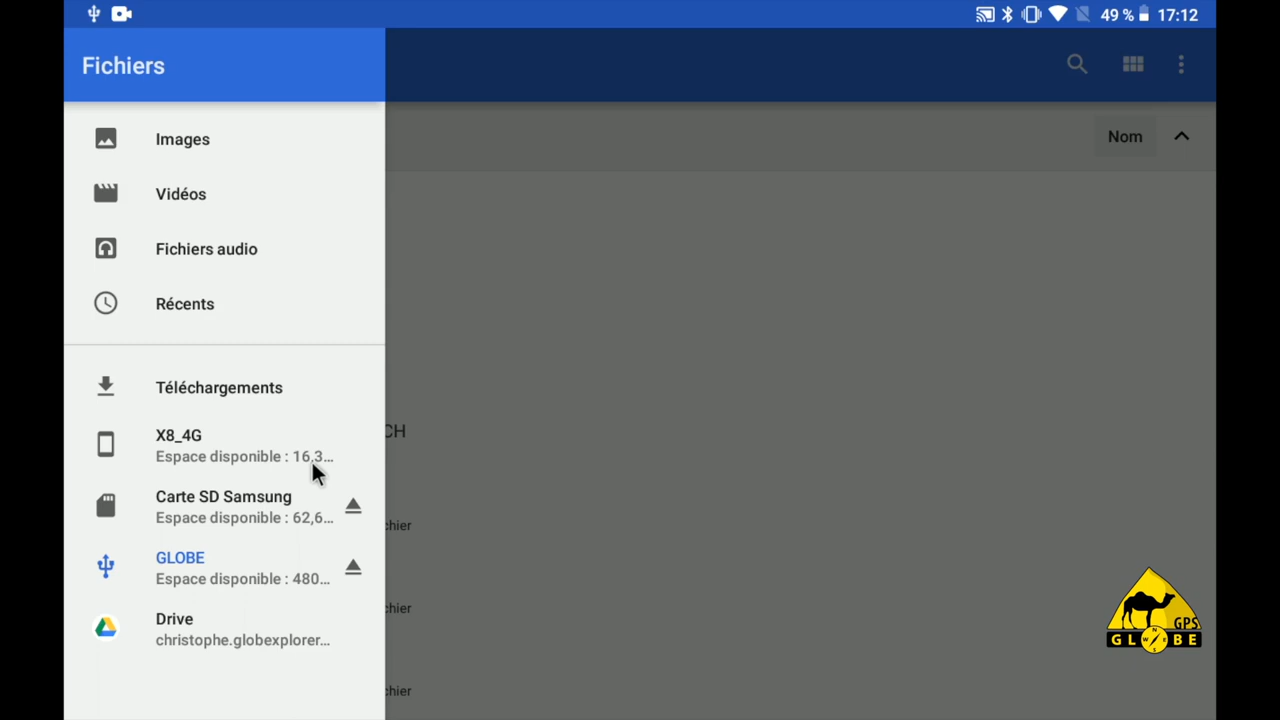 49 % 17:12
Fichiers
Images
Nom
Vidéos
Fichiers audio
Récents
Téléchargements
X8_4G
CH
Espace disponible : 16,3...
Carte SD Samsung
Espace disponible : 62,6...
chier
GLOBE
Espace disponible : 480...
chier
Drive
christophe.globexplorer...
chier
GPS
GLOBE
N
W E
S